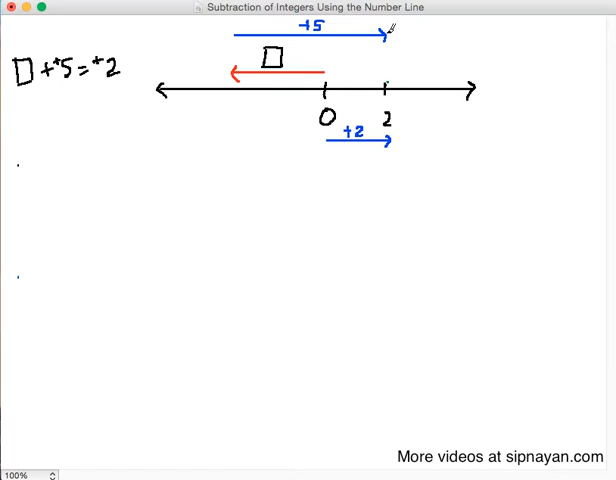 Subtraction of Integers Using the Number Line
+5
□ + +5 = +2
0 2
+2
More videos at sipnayan.com
100%